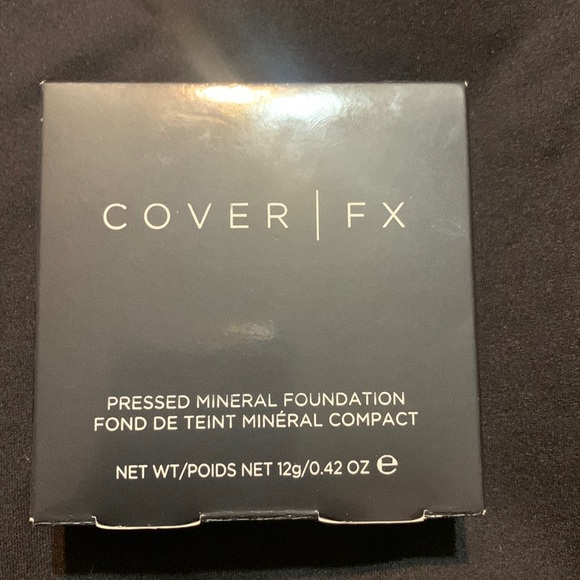 COVER | FX
PRESSED MINERAL FOUNDATION
FOND DE TEINT MINÉRAL COMPACT
NET WT/POIDS NET 12g/0.42 OZ ℮